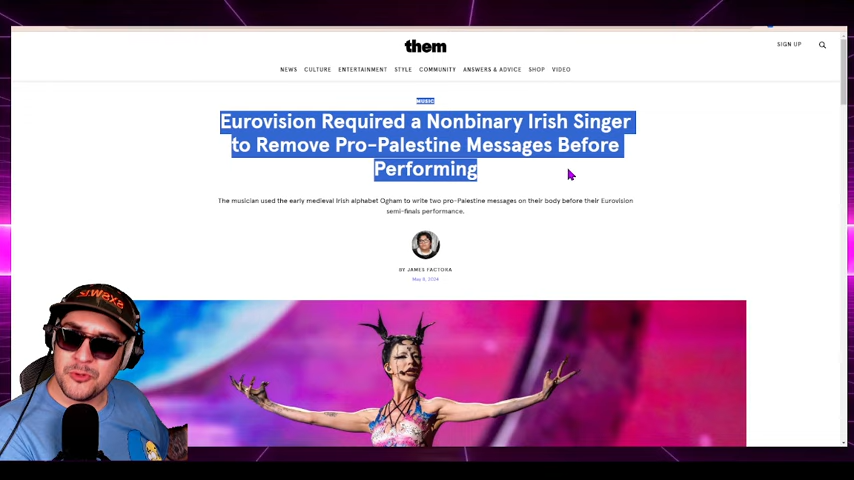 them
SIGN UP
NEWS CULTURE ENTERTAINMENT STYLE COMMUNITY ANSWERS & ADVICE SHOP VIDEO
MUSIC
Eurovision Required a Nonbinary Irish Singer
to Remove Pro-Palestine Messages Before
Performing
The musician used the early medieval Irish alphabet Ogham to write two pro-Palestine messages on their body before their Eurovision
semi-finals performance.
BY JAMES FACTORA
May 8, 2024